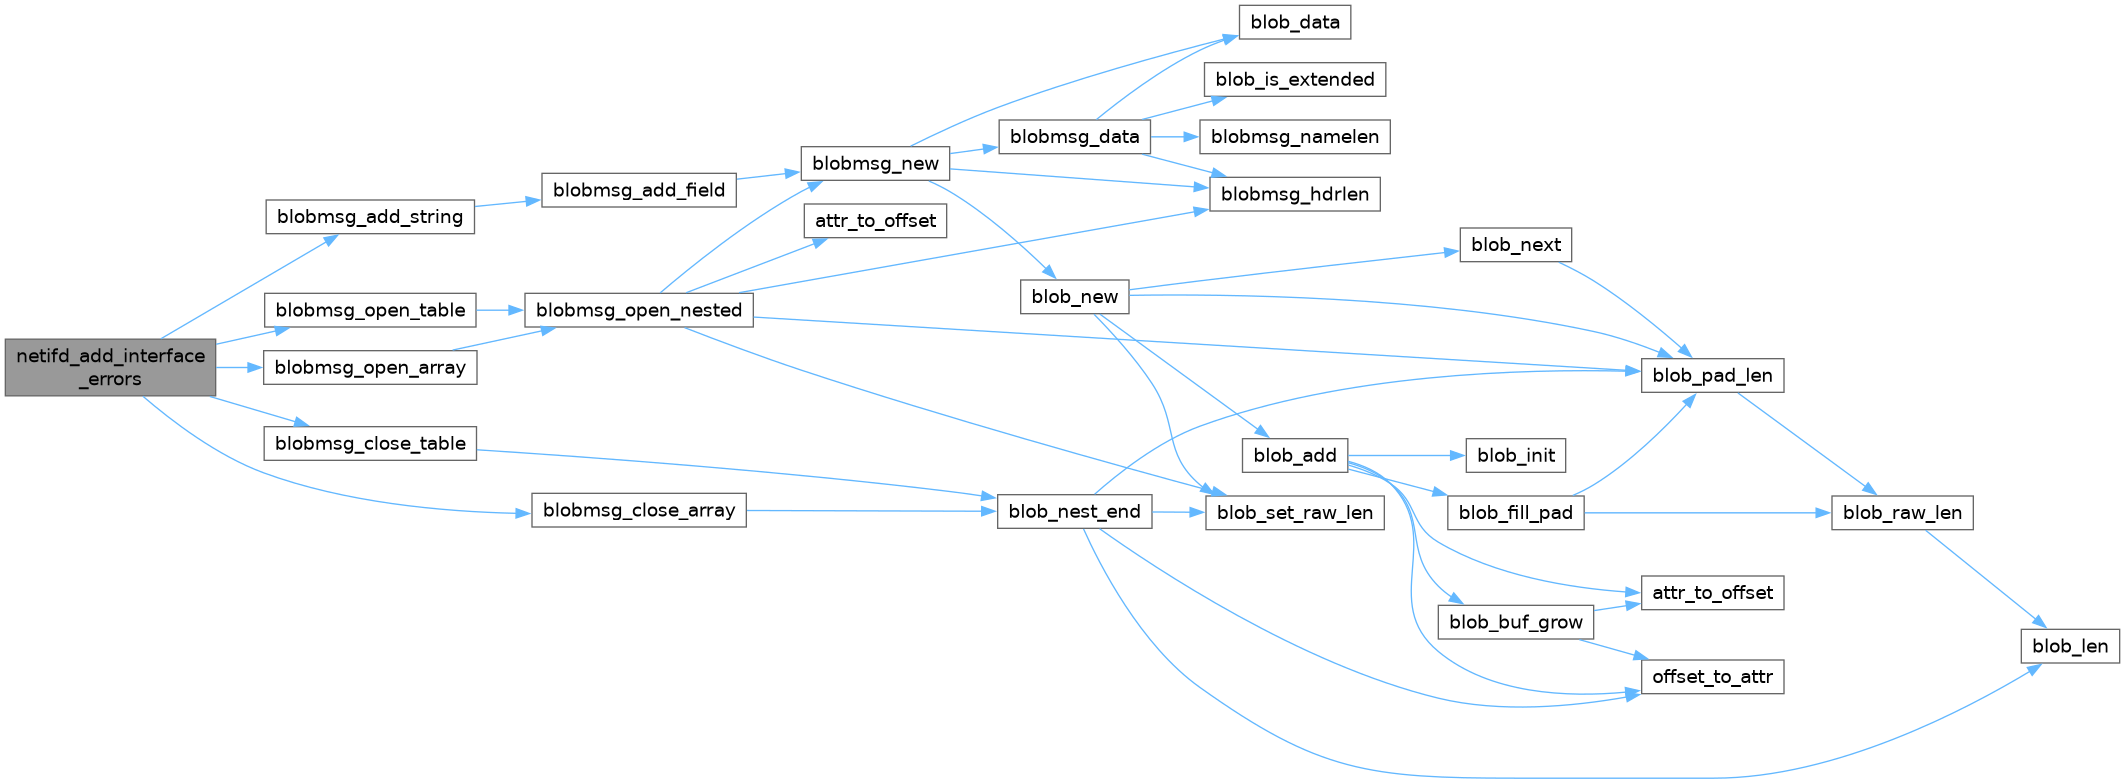 blob_data
blob_is_extended
blobmsg_data
blobmsg_namelen
blobmsg_new
blobmsg_add_field
blobmsg_hdrlen
blobmsg_add_string
attr_to_offset
blob_next
blob_new
blobmsg_open_table
blobmsg_open_nested
netifd_add_interface
_errors
blobmsg_open_array
blob_pad_len
blobmsg_close_table
blob_add
blob_init
blobmsg_close_array
blob_nest_end
blob_set_raw_len
blob_fill_pad
blob_raw_len
attr_to_offset
blob_buf_grow
blob_len
offset_to_attr